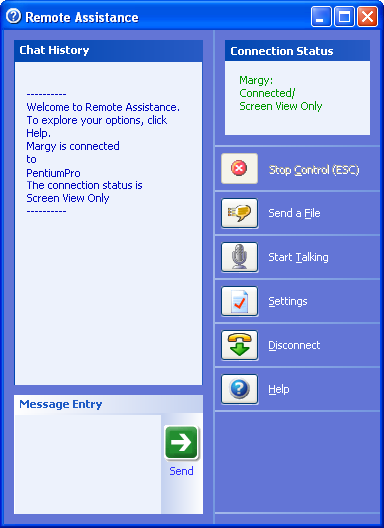 Remote Assistance
Chat History
----------
Welcome to Remote Assistance.
To explore your options, click
Help.
Margy is connected
to
PentiumPro
The connection status is
Screen View Only
----------
Message Entry
Send
Connection Status
Margy:
Connected/
Screen View Only
Stop Control (ESC)
Send a File
Start Talking
Settings
Disconnect
Help